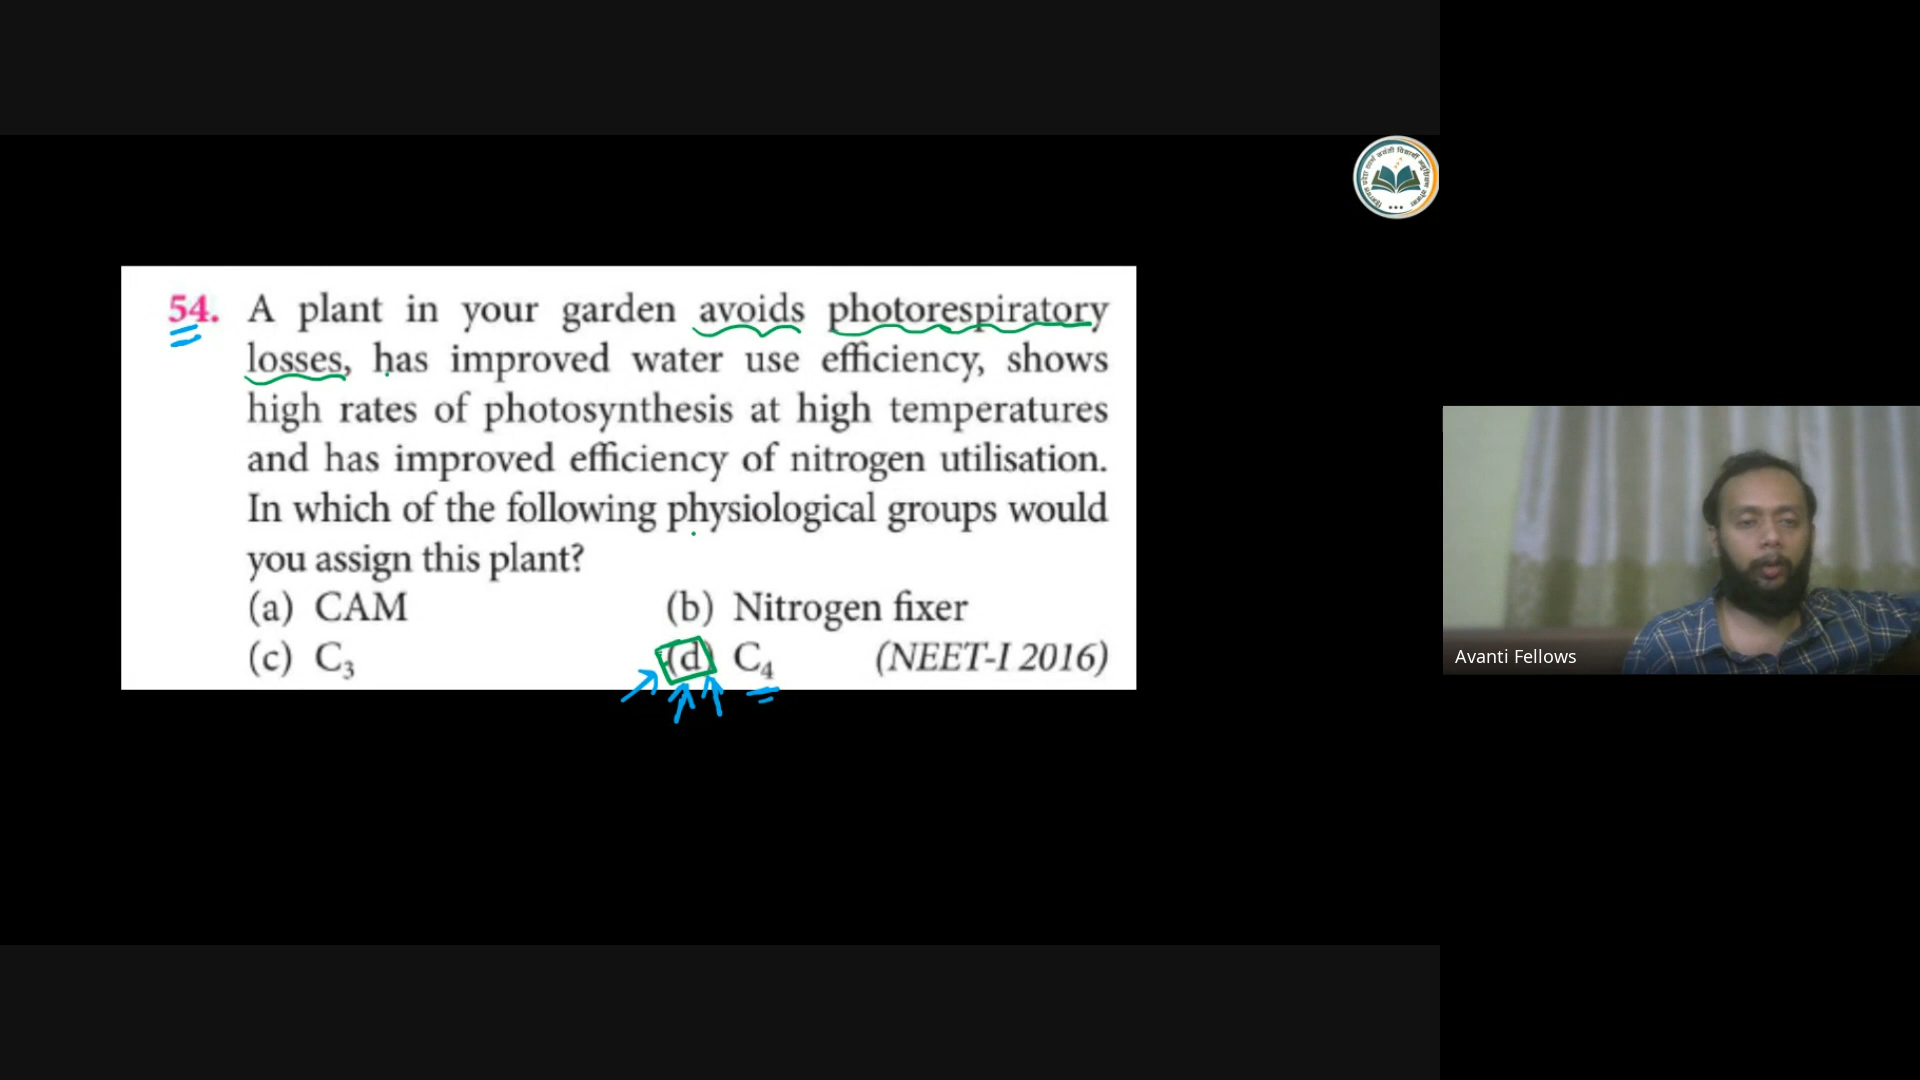 54. A plant in your garden avoids photorespiratory
losses, has improved water use efficiency, shows
high rates of photosynthesis at high temperatures
and has improved efficiency of nitrogen utilisation.
In which of the following physiological groups would
you assign this plant?
(a) CAM (b) Nitrogen fixer
(c) C₃ (d) C₄ (NEET-I 2016)
Avanti Fellows